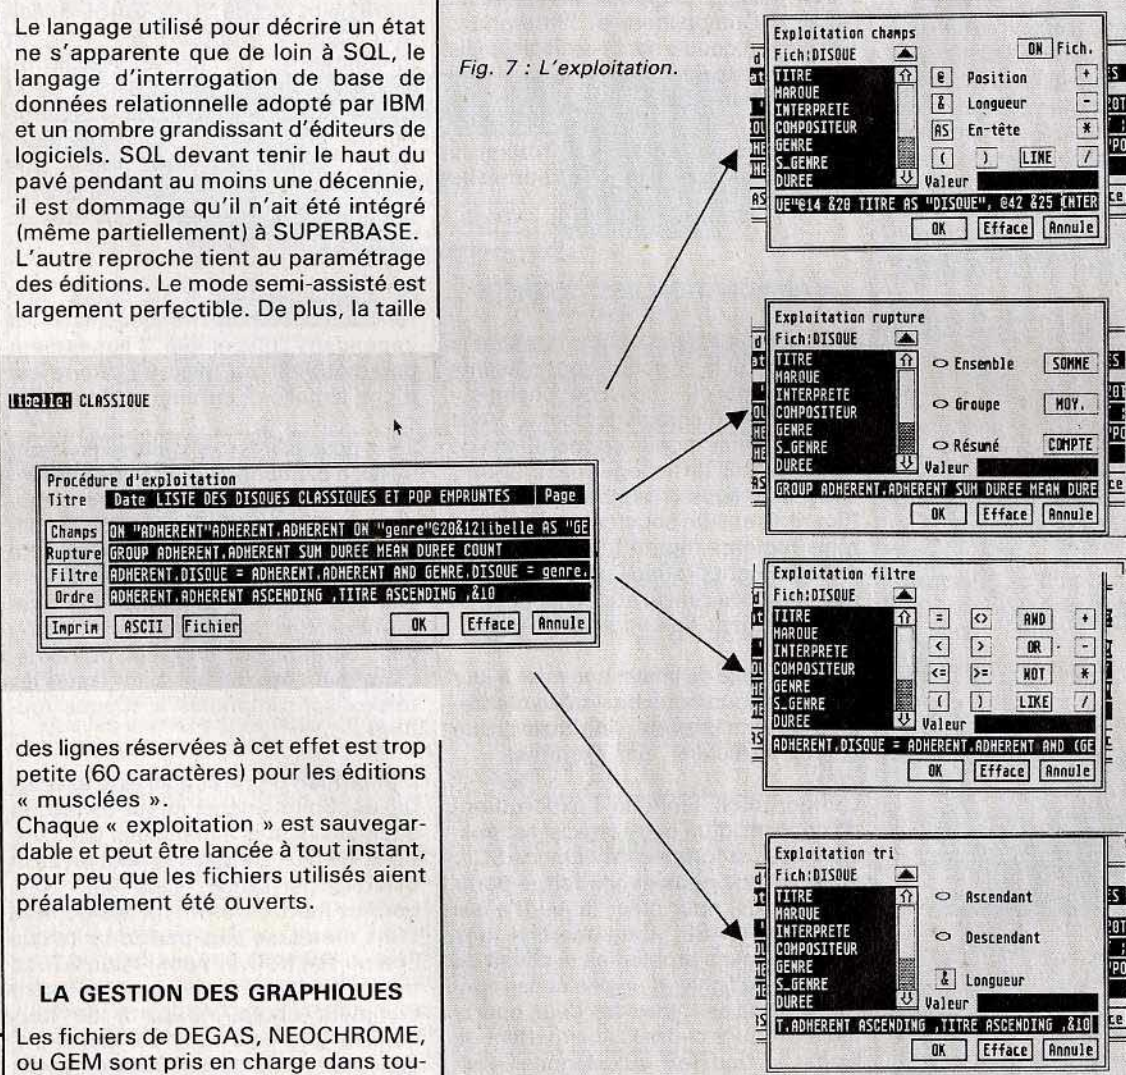 Le langage utilisé pour décrire un état
ne s'apparente que de loin à SQL, le
langage d'interrogation de base de
données relationnelle adopté par IBM
et un nombre grandissant d'éditeurs de
logiciels. SQL devant tenir le haut du
pavé pendant au moins une décennie,
il est dommage qu'il n'ait été intégré
(même partiellement) à SUPERBASE.
L'autre reproche tient au paramétrage
des éditions. Le mode semi-assisté est
largement perfectible. De plus, la taille
libelle: CLASSIQUE
Procédure d'exploitation
Titre Date LISTE DES DISQUES CLASSIQUES ET POP EMPRUNTES Page
Champs ON "ADHERENT"ADHERENT.ADHERENT ON "genre"@20&12libelle AS "GE
Rupture GROUP ADHERENT.ADHERENT SUM DUREE MEAN DUREE COUNT
Filtre ADHERENT.DISQUE = ADHERENT.ADHERENT AND GENRE.DISQUE = genre.
Ordre ADHERENT.ADHERENT ASCENDING ,TITRE ASCENDING ,&10
Imprim ASCII Fichier OK Efface Annule
des lignes réservées à cet effet est trop
petite (60 caractères) pour les éditions
« musclées ».
Chaque « exploitation » est sauvegar-
dable et peut être lancée à tout instant,
pour peu que les fichiers utilisés aient
préalablement été ouverts.
LA GESTION DES GRAPHIQUES
Les fichiers de DEGAS, NEOCHROME,
ou GEM sont pris en charge dans tou-
Fig. 7 : L'exploitation.
Exploitation champs
Fich:DISQUE ON Fich.
TITRE @ Position +
MARQUE
INTERPRETE & Longueur -
COMPOSITEUR AS En-tête *
GENRE
S_GENRE ( ) LIKE /
DUREE Valeur
UE"@14 &28 TITRE AS "DISQUE", @42 &25 INTER
OK Efface Annule
Exploitation rupture
Fich:DISQUE
TITRE Ensemble SOMME
MARQUE
INTERPRETE
COMPOSITEUR Groupe MOY.
GENRE
S_GENRE Résumé COMPTE
DUREE Valeur
GROUP ADHERENT.ADHERENT SUM DUREE MEAN DURE
OK Efface Annule
Exploitation filtre
Fich:DISQUE
TITRE = <> AND +
MARQUE
INTERPRETE < > OR -
COMPOSITEUR <= >= NOT *
GENRE
S_GENRE ( ) LIKE /
DUREE Valeur
ADHERENT.DISQUE = ADHERENT.ADHERENT AND (GE
OK Efface Annule
Exploitation tri
Fich:DISQUE
TITRE Ascendant
MARQUE
INTERPRETE Descendant
COMPOSITEUR
GENRE
S_GENRE & Longueur
DUREE Valeur
T.ADHERENT ASCENDING ,TITRE ASCENDING ,&10
OK Efface Annule